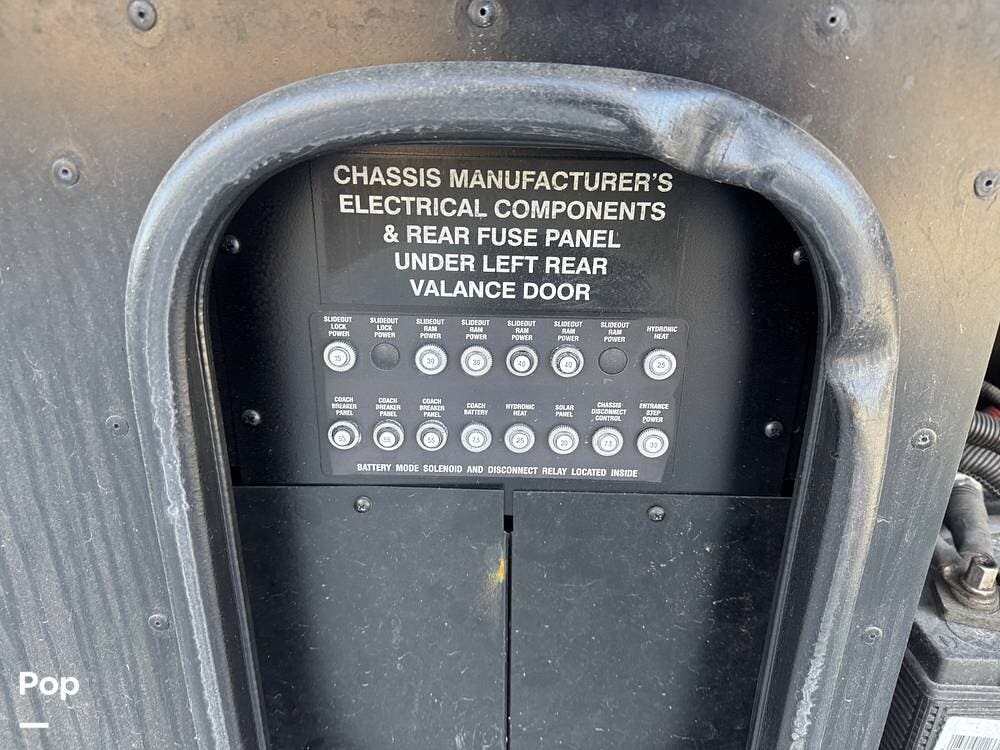 CHASSIS MANUFACTURER'S
ELECTRICAL COMPONENTS
& REAR FUSE PANEL
UNDER LEFT REAR
VALANCE DOOR
SLIDEOUT LOCK POWER
SLIDEOUT LOCK POWER
SLIDEOUT RAM POWER
SLIDEOUT RAM POWER
SLIDEOUT RAM POWER
SLIDEOUT RAM POWER
SLIDEOUT RAM POWER
HYDRONIC HEAT
15 30 30 40 40 25
COACH BREAKER PANEL
COACH BREAKER PANEL
COACH BREAKER PANEL
COACH BATTERY
HYDRONIC HEAT
SOLAR PANEL
CHASSIS DISCONNECT CONTROL
ENTRANCE STEP POWER
55 55 55 7.5 25 20 7.5 30
BATTERY MODE SOLENOID AND DISCONNECT RELAY LOCATED INSIDE
Pop